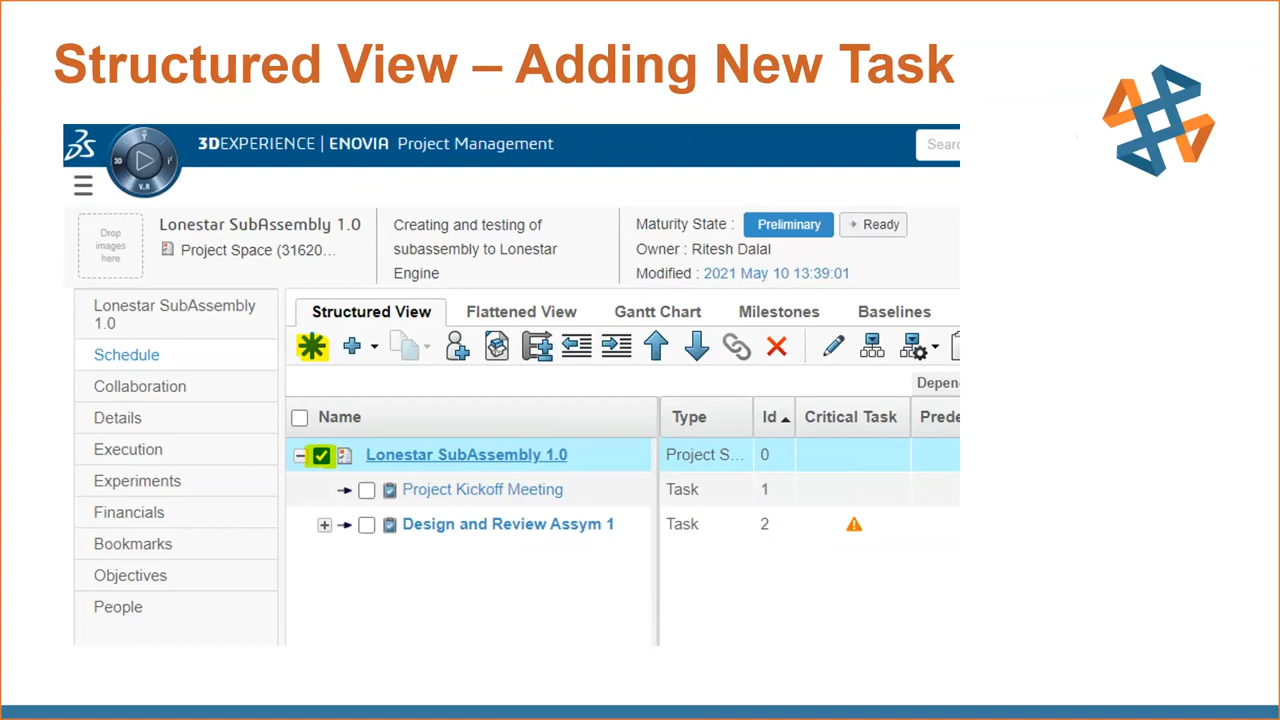 Structured View – Adding New Task
3DEXPERIENCE | ENOVIA Project Management
Sear
3D
V.R
Drop
images
here
Lonestar SubAssembly 1.0
Project Space (31620...
Creating and testing of
subassembly to Lonestar
Engine
Maturity State : Preliminary Ready
Owner : Ritesh Dalal
Modified : 2021 May 10 13:39:01
Lonestar SubAssembly
1.0
Schedule
Collaboration
Details
Execution
Experiments
Financials
Bookmarks
Objectives
People
Structured View Flattened View Gantt Chart Milestones Baselines
Depen
Name Type Id Critical Task Prede
Lonestar SubAssembly 1.0 Project S... 0
Project Kickoff Meeting Task 1
Design and Review Assym 1 Task 2